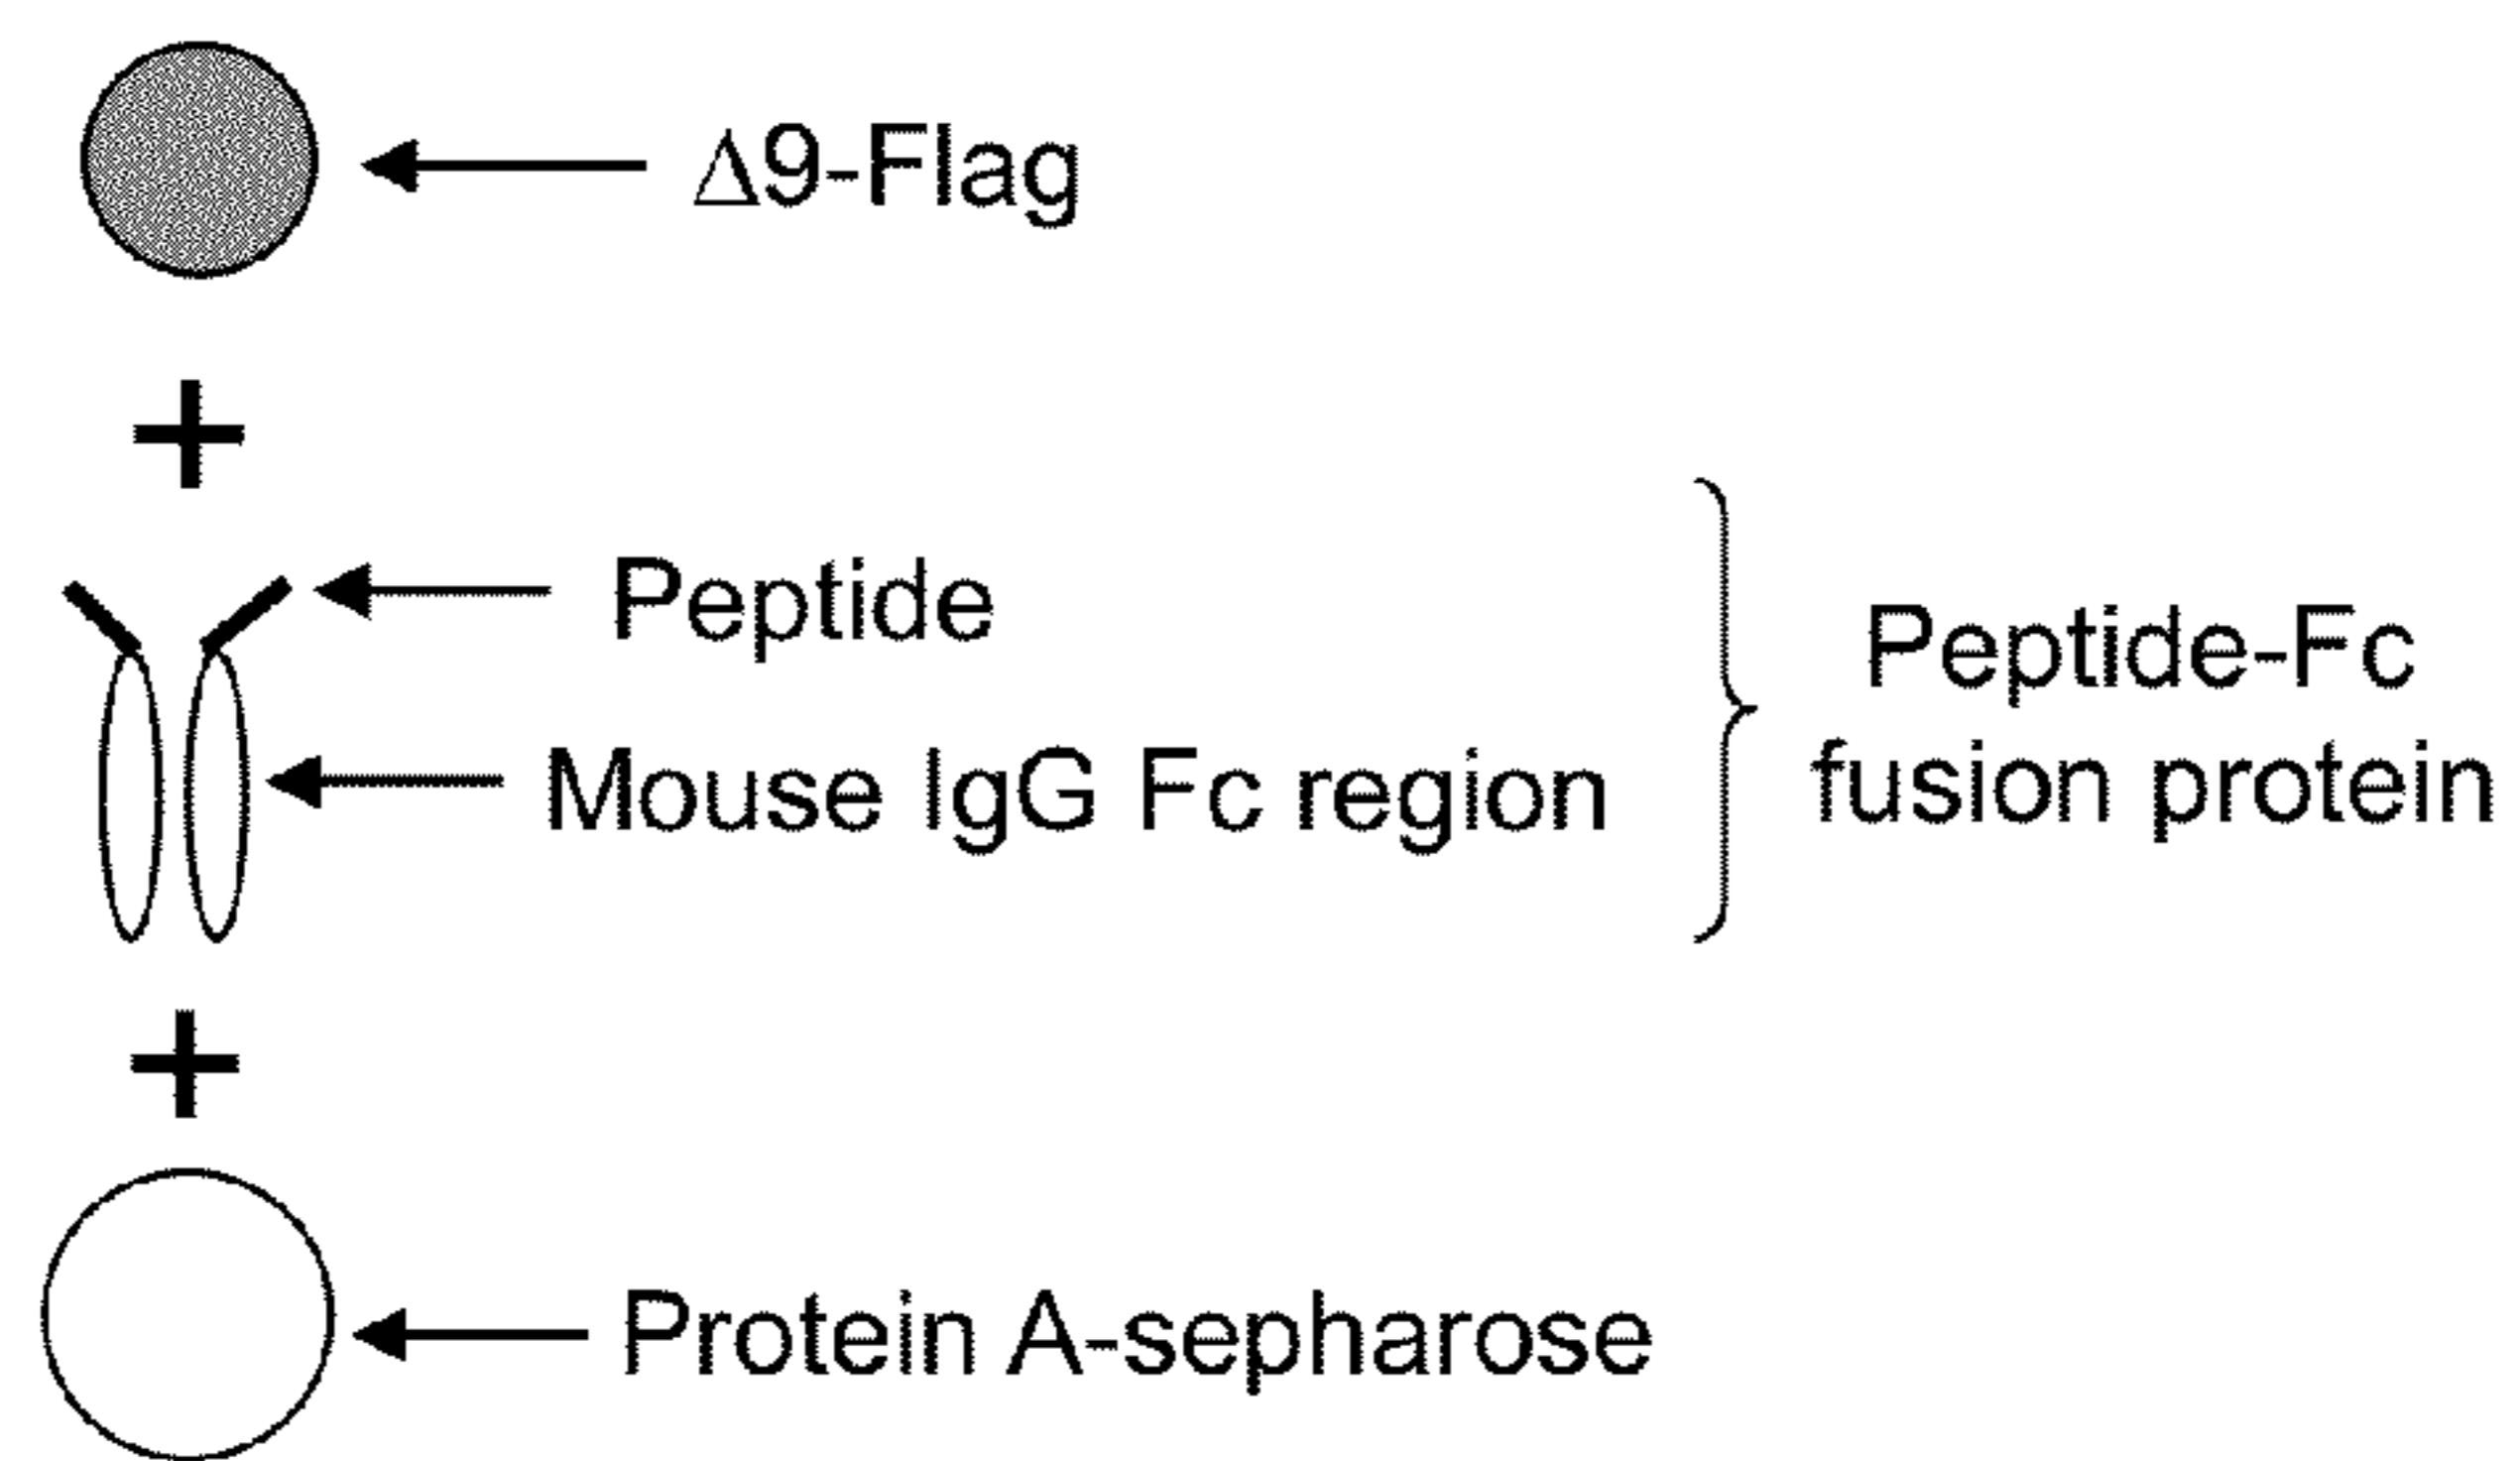 Δ9-Flag
+
Peptide
Mouse IgG Fc region
Peptide-Fc
fusion protein
+
Protein A-sepharose